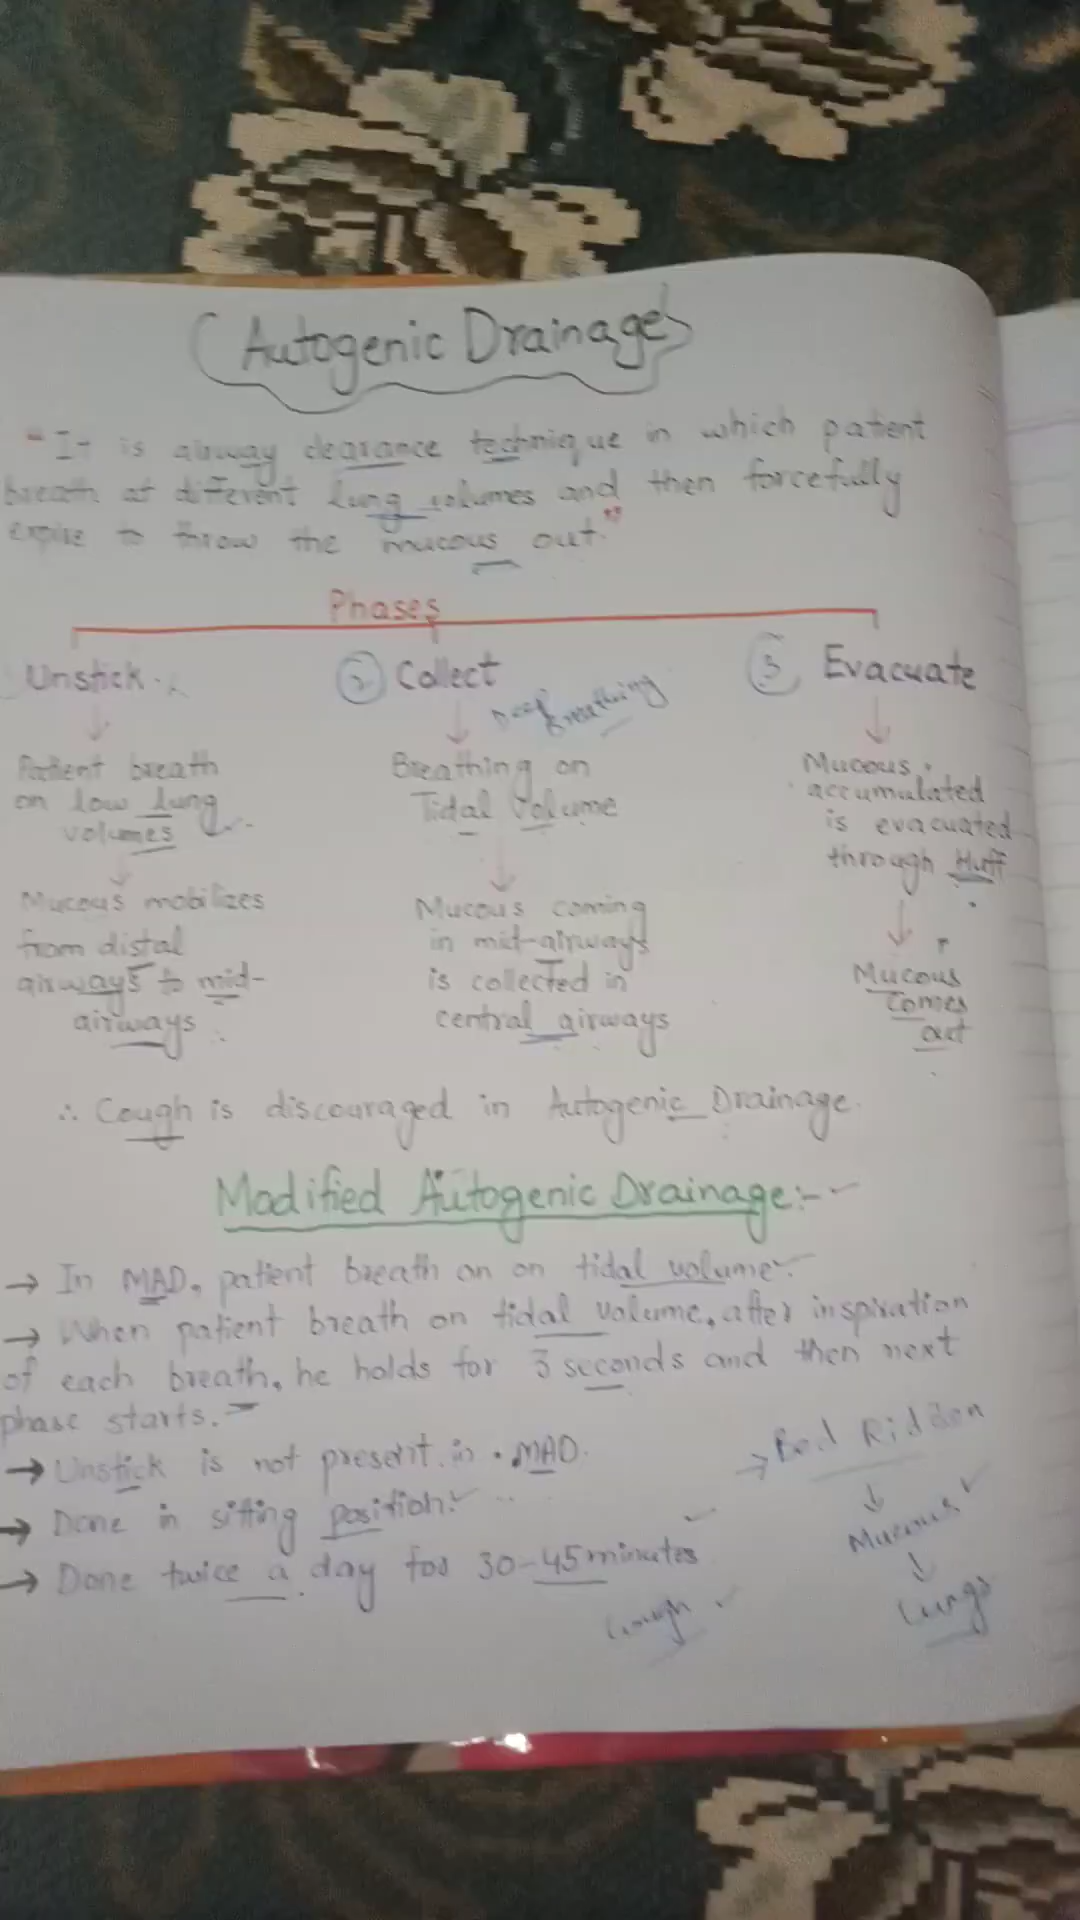 (Autogenic Drainage)
"It is airway clearance technique in which patient
breath at different lung volumes and then forcefully
expire to throw the mucous out."
Phases
Unstick
↓
Patient breath
on low lung
volumes
↓
Mucous mobilizes
from distal
airways to mid-
airways
② Collect
Deep
Breathing
↓
Breathing on
Tidal Volume
↓
Mucous coming
in mid-airways
is collected in
central airways
③ Evacuate
↓
Mucous
accumulated
is evacuated
through Huff
↓
Mucous
comes
out
∴ Cough is discouraged in Autogenic Drainage.
Modified Autogenic Drainage:-
→ In MAD, patient breath on on tidal volume.
→ When patient breath on tidal volume, after inspiration
of each breath, he holds for 3 seconds and then next
phase starts.
→ Unstick is not present in MAD.
→ Done in sitting position.
→ Done twice a day for 30-45 minutes
Cough
→ Bed Ridden
↓
Mucous
↓
Lungs